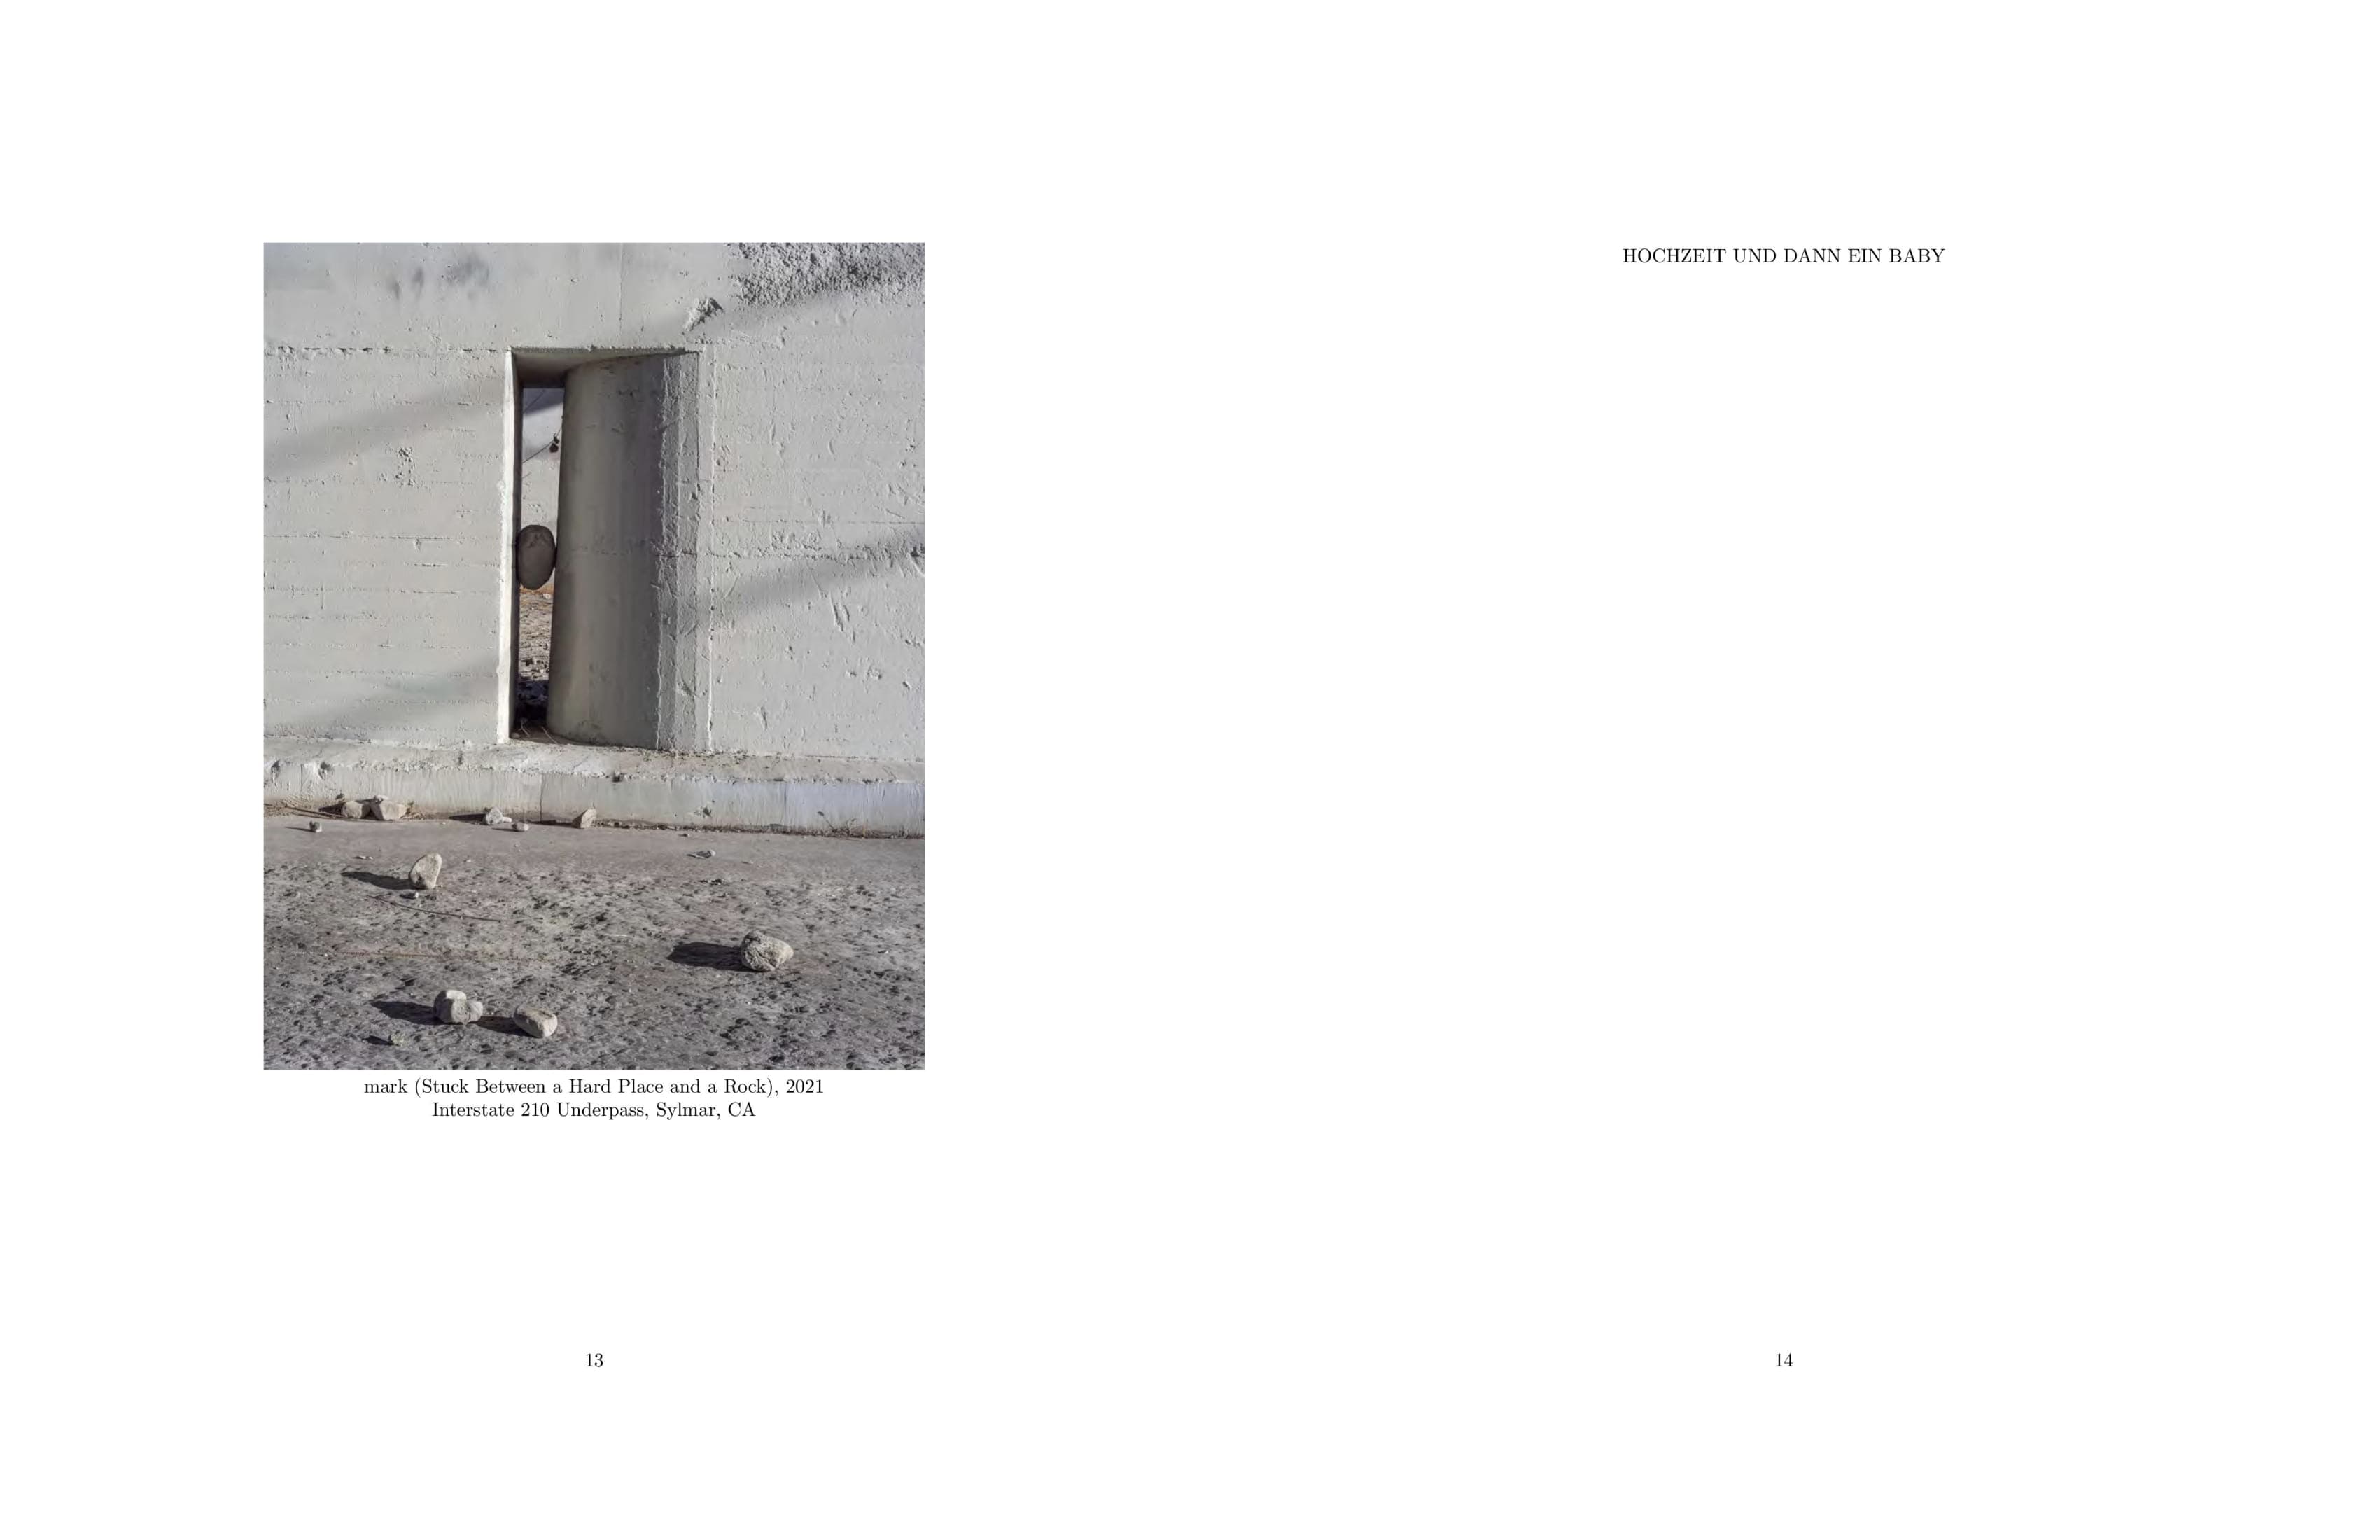 mark (Stuck Between a Hard Place and a Rock), 2021
Interstate 210 Underpass, Sylmar, CA
13
HOCHZEIT UND DANN EIN BABY
14